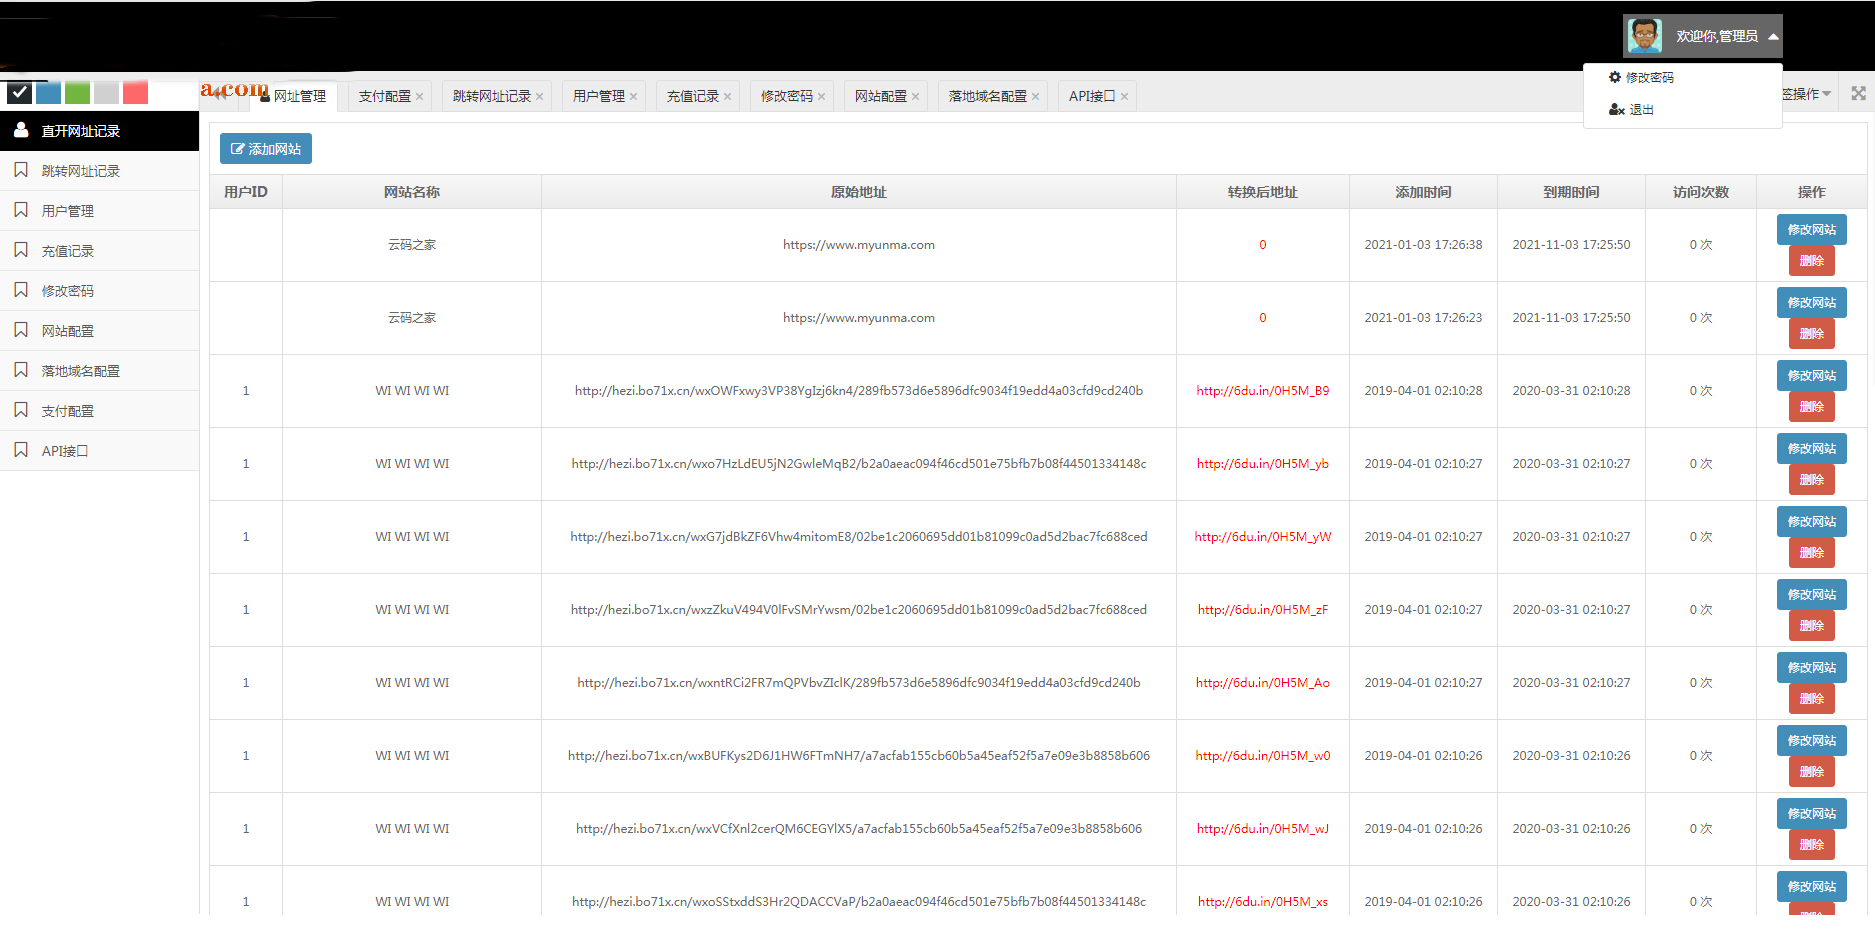 欢迎你,管理员
修改密码
退出
a.com
网址管理 支付配置 × 跳转网址记录 × 用户管理 × 充值记录 × 修改密码 × 网站配置 × 落地域名配置 × API接口 × 签操作
直开网址记录
跳转网址记录
用户管理
充值记录
修改密码
网站配置
落地域名配置
支付配置
API接口
添加网站
用户ID 网站名称 原始地址 转换后地址 添加时间 到期时间 访问次数 操作
云码之家 https://www.myunma.com 0 2021-01-03 17:26:38 2021-11-03 17:25:50 0 次 修改网站
删除
云码之家 https://www.myunma.com 0 2021-01-03 17:26:23 2021-11-03 17:25:50 0 次 修改网站
删除
1 WI WI WI WI http://hezi.bo71x.cn/wxOWFxwy3VP38YgIzj6kn4/289fb573d6e5896dfc9034f19edd4a03cfd9cd240b http://6du.in/0H5M_B9 2019-04-01 02:10:28 2020-03-31 02:10:28 0 次 修改网站
删除
1 WI WI WI WI http://hezi.bo71x.cn/wxo7HzLdEU5jN2GwleMqB2/b2a0aeac094f46cd501e75bfb7b08f44501334148c http://6du.in/0H5M_yb 2019-04-01 02:10:27 2020-03-31 02:10:27 0 次 修改网站
删除
1 WI WI WI WI http://hezi.bo71x.cn/wxG7jdBkZF6Vhw4mitomE8/02be1c2060695dd01b81099c0ad5d2bac7fc688ced http://6du.in/0H5M_yW 2019-04-01 02:10:27 2020-03-31 02:10:27 0 次 修改网站
删除
1 WI WI WI WI http://hezi.bo71x.cn/wxzZkuV494V0lFvSMrYwsm/02be1c2060695dd01b81099c0ad5d2bac7fc688ced http://6du.in/0H5M_zF 2019-04-01 02:10:27 2020-03-31 02:10:27 0 次 修改网站
删除
1 WI WI WI WI http://hezi.bo71x.cn/wxntRCi2FR7mQPVbvZIclK/289fb573d6e5896dfc9034f19edd4a03cfd9cd240b http://6du.in/0H5M_Ao 2019-04-01 02:10:27 2020-03-31 02:10:27 0 次 修改网站
删除
1 WI WI WI WI http://hezi.bo71x.cn/wxBUFKys2D6J1HW6FTmNH7/a7acfab155cb60b5a45eaf52f5a7e09e3b8858b606 http://6du.in/0H5M_w0 2019-04-01 02:10:26 2020-03-31 02:10:26 0 次 修改网站
删除
1 WI WI WI WI http://hezi.bo71x.cn/wxVCfXnl2cerQM6CEGYlX5/a7acfab155cb60b5a45eaf52f5a7e09e3b8858b606 http://6du.in/0H5M_wJ 2019-04-01 02:10:26 2020-03-31 02:10:26 0 次 修改网站
删除
1 WI WI WI WI http://hezi.bo71x.cn/wxoSStxddS3Hr2QDACCVaP/b2a0aeac094f46cd501e75bfb7b08f44501334148c http://6du.in/0H5M_xs 2019-04-01 02:10:26 2020-03-31 02:10:26 0 次 修改网站